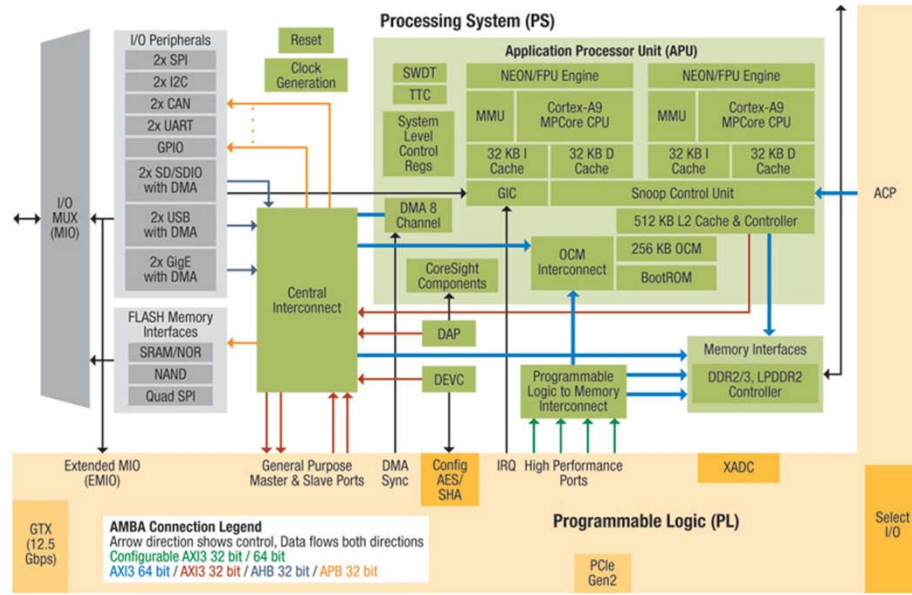 Processing System (PS)
I/O Peripherals
2x SPI
2x I2C
2x CAN
2x UART
GPIO
2x SD/SDIO
with DMA
2x USB
with DMA
2x GigE
with DMA
I/O
MUX
(MIO)
FLASH Memory
Interfaces
SRAM/NOR
NAND
Quad SPI
Reset
Clock
Generation
Application Processor Unit (APU)
SWDT
TTC
System
Level
Control
Regs
NEON/FPU Engine
MMU
Cortex-A9
MPCore CPU
32 KB I
Cache
32 KB D
Cache
NEON/FPU Engine
MMU
Cortex-A9
MPCore CPU
32 KB I
Cache
32 KB D
Cache
GIC
Snoop Control Unit
ACP
DMA 8
Channel
512 KB L2 Cache & Controller
OCM
Interconnect
256 KB OCM
BootROM
CoreSight
Components
Central
Interconnect
DAP
DEVC
Programmable
Logic to Memory
Interconnect
Memory Interfaces
DDR2/3, LPDDR2
Controller
Extended MIO
(EMIO)
General Purpose
Master & Slave Ports
DMA
Sync
Config
AES/
SHA
IRQ
High Performance
Ports
XADC
GTX
(12.5
Gbps)
AMBA Connection Legend
Arrow direction shows control, Data flows both directions
Configurable AXI3 32 bit / 64 bit
AXI3 64 bit / AXI3 32 bit / AHB 32 bit / APB 32 bit
Programmable Logic (PL)
PCIe
Gen2
Select
I/O